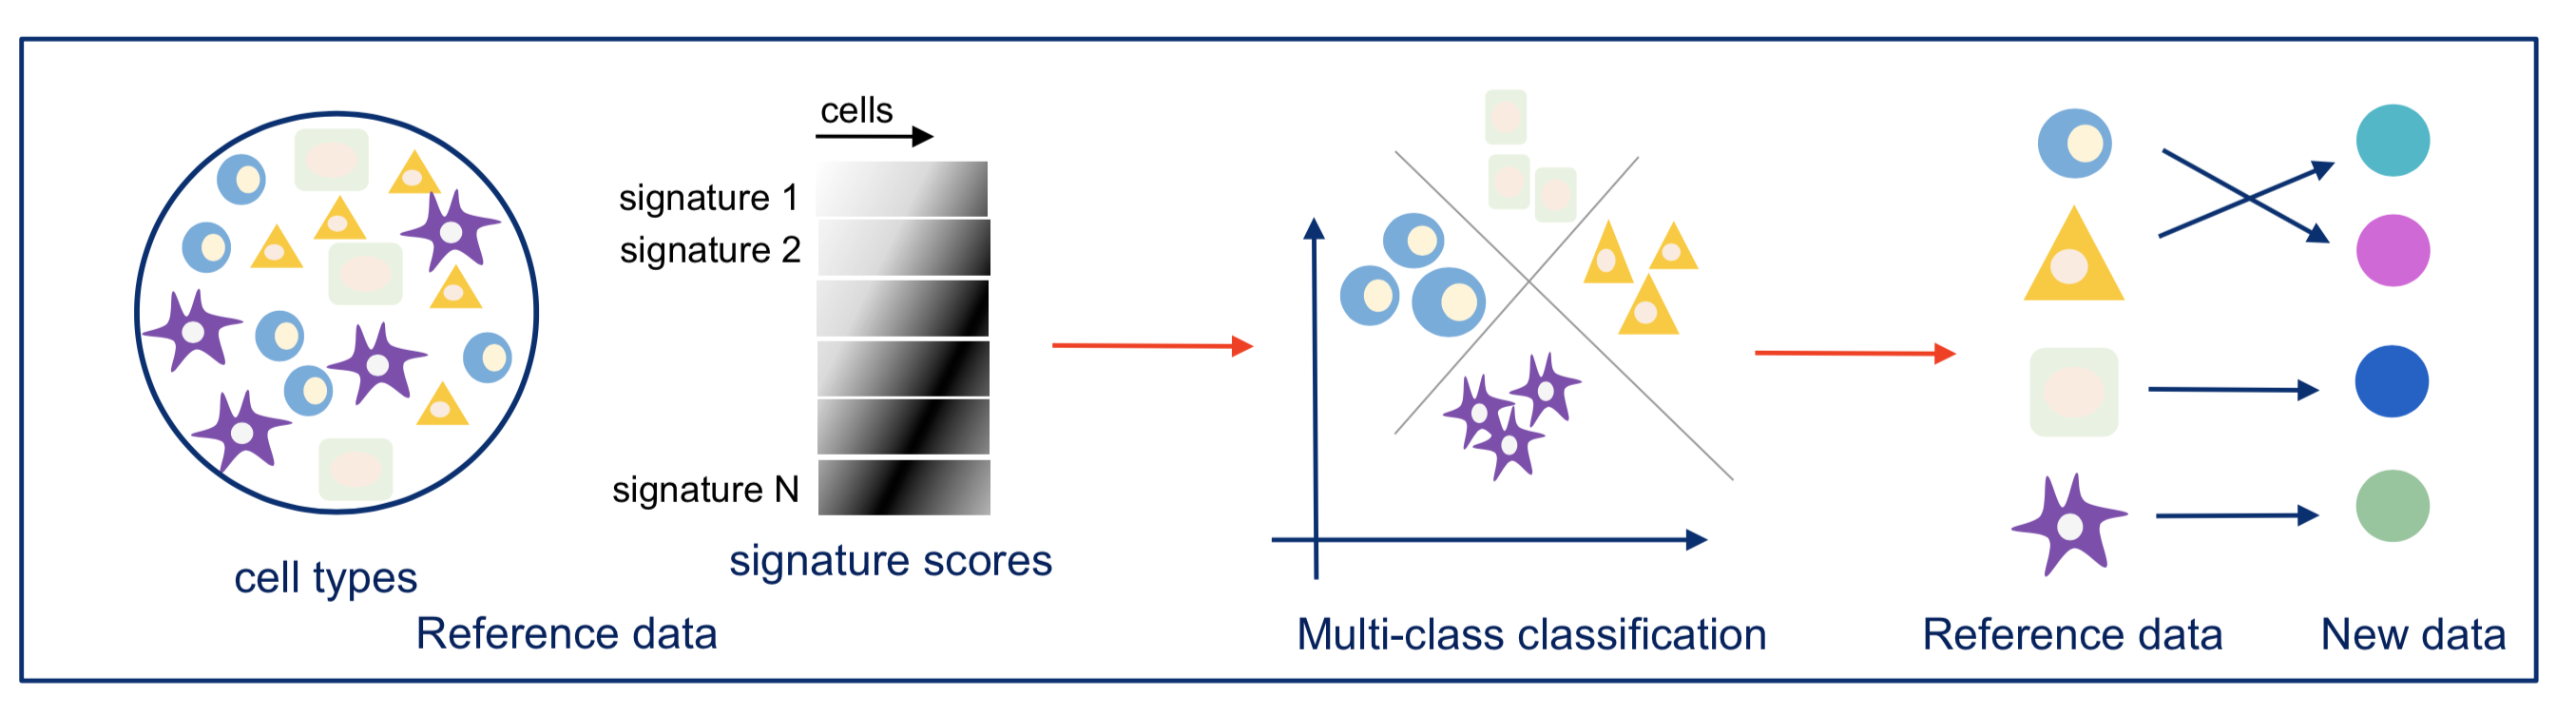 cells
signature 1
signature 2
signature N
signature scores
cell types
Reference data
Multi-class classification
Reference data
New data